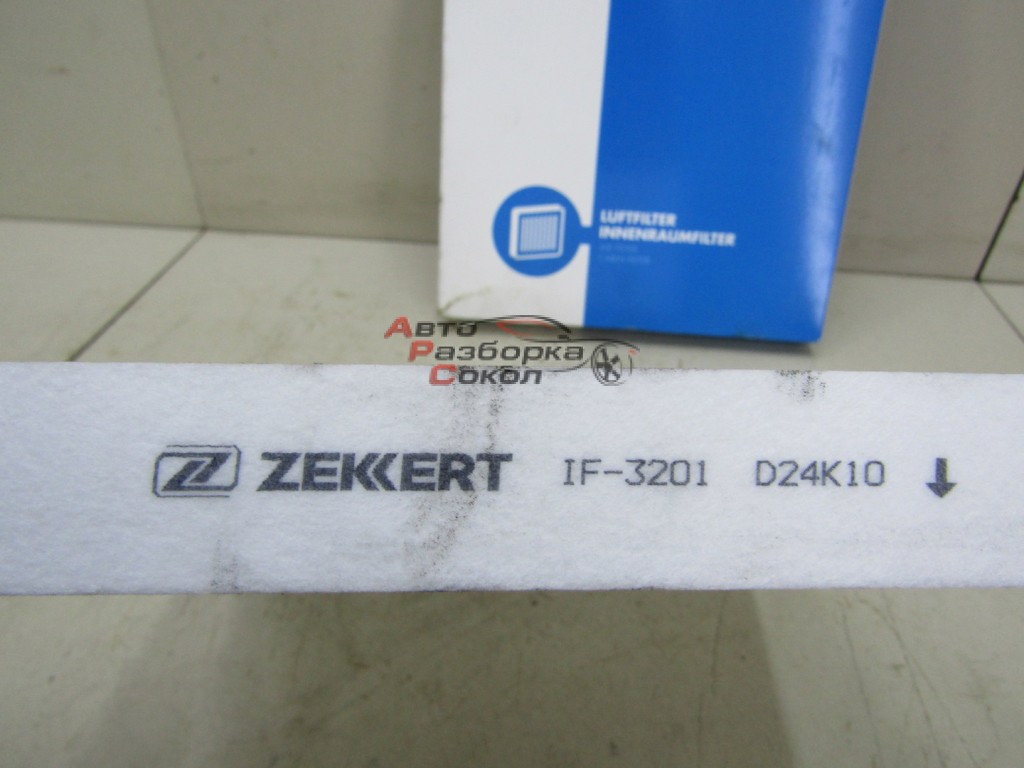 LUFTFILTER
INNENRAUMFILTER
Авто
Разборка
Сокол
ZEKKERT IF-3201 D24K10